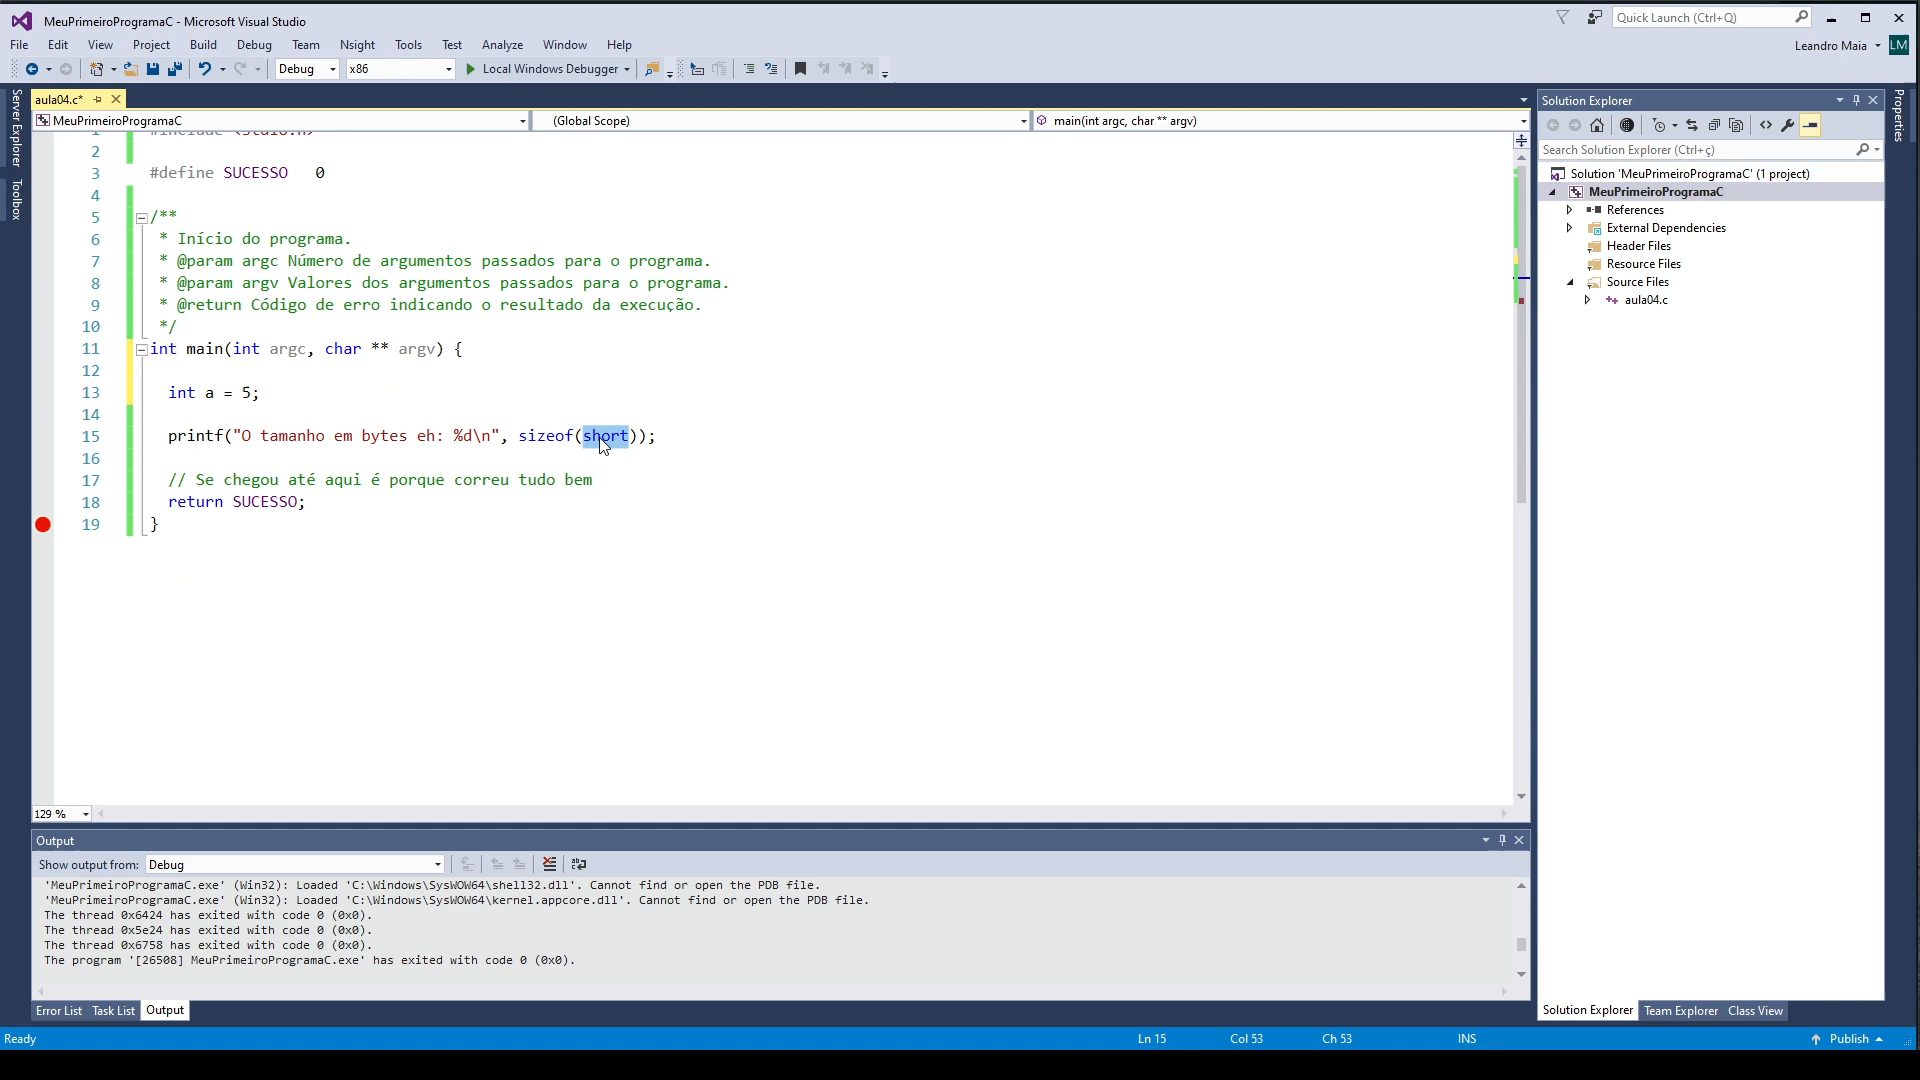 MeuPrimeiroProgramaC - Microsoft Visual Studio
Quick Launch (Ctrl+Q)
File Edit View Project Build Debug Team Nsight Tools Test Analyze Window Help
Leandro Maia LM
Debug x86 Local Windows Debugger
Server Explorer
Toolbox
aula04.c*
MeuPrimeiroProgramaC (Global Scope) main(int argc, char ** argv)
1 #include <stdio.h>
2
3 #define SUCESSO 0
4
5 /**
6 * Início do programa.
7 * @param argc Número de argumentos passados para o programa.
8 * @param argv Valores dos argumentos passados para o programa.
9 * @return Código de erro indicando o resultado da execução.
10 */
11 int main(int argc, char ** argv) {
12
13 int a = 5;
14
15 printf("O tamanho em bytes eh: %d\n", sizeof(short));
16
17 // Se chegou até aqui é porque correu tudo bem
18 return SUCESSO;
19 }
129 %
Solution Explorer
Search Solution Explorer (Ctrl+ç)
Solution 'MeuPrimeiroProgramaC' (1 project)
MeuPrimeiroProgramaC
References
External Dependencies
Header Files
Resource Files
Source Files
aula04.c
Properties
Output
Show output from: Debug
'MeuPrimeiroProgramaC.exe' (Win32): Loaded 'C:\Windows\SysWOW64\shell32.dll'. Cannot find or open the PDB file.
'MeuPrimeiroProgramaC.exe' (Win32): Loaded 'C:\Windows\SysWOW64\kernel.appcore.dll'. Cannot find or open the PDB file.
The thread 0x6424 has exited with code 0 (0x0).
The thread 0x5e24 has exited with code 0 (0x0).
The thread 0x6758 has exited with code 0 (0x0).
The program '[26508] MeuPrimeiroProgramaC.exe' has exited with code 0 (0x0).
Error List Task List Output
Solution Explorer Team Explorer Class View
Ready Ln 15 Col 53 Ch 53 INS Publish